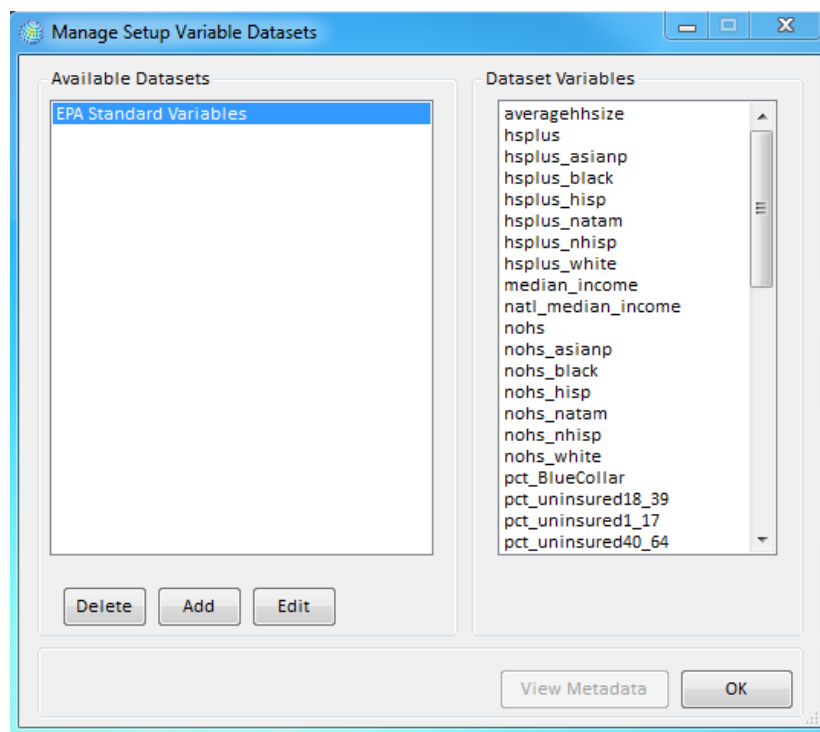 Manage Setup Variable Datasets
Available Datasets
EPA Standard Variables
Delete
Add
Edit
Dataset Variables
averagehhsize
hsplus
hsplus_asianp
hsplus_black
hsplus_hisp
hsplus_natam
hsplus_nhisp
hsplus_white
median_income
natl_median_income
nohs
nohs_asianp
nohs_black
nohs_hisp
nohs_natam
nohs_nhisp
nohs_white
pct_BlueCollar
pct_uninsured18_39
pct_uninsured1_17
pct_uninsured40_64
View Metadata
OK